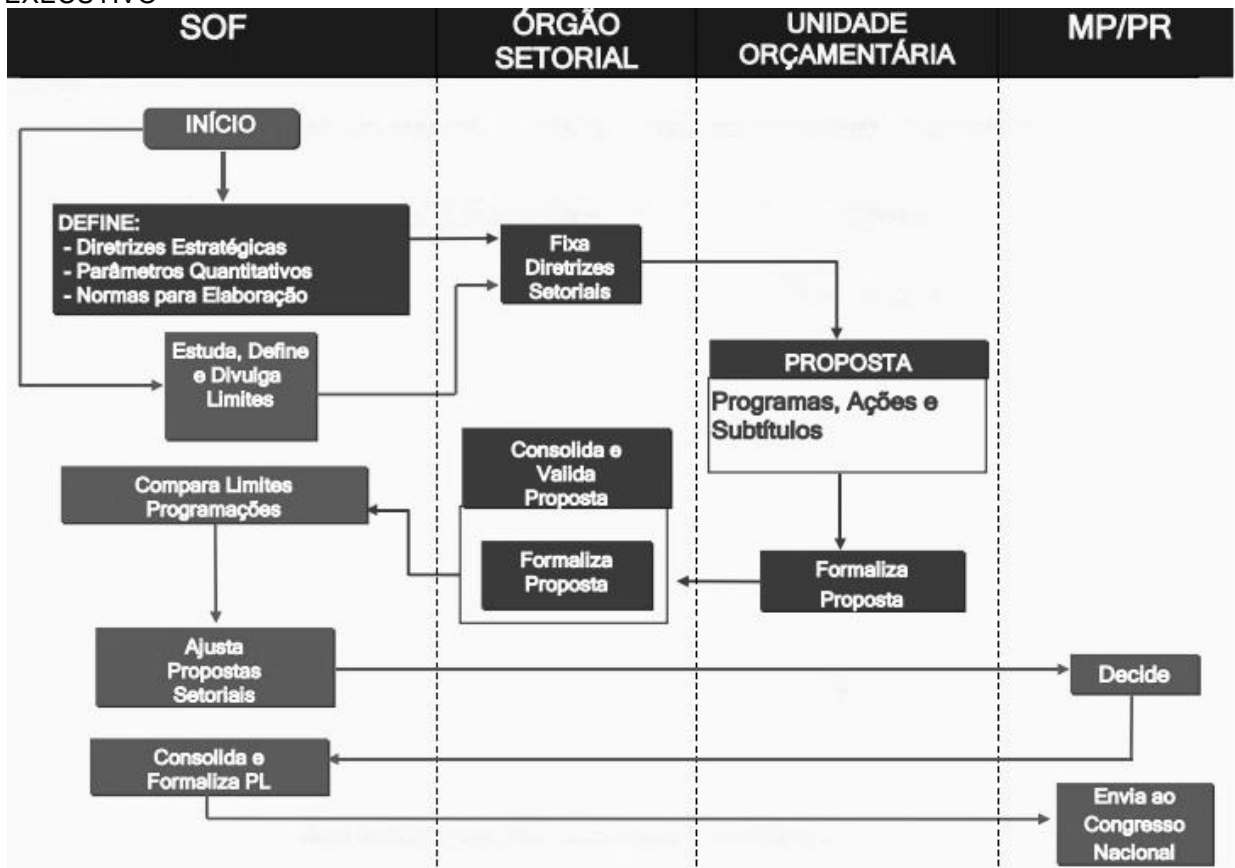 EXECUTIVO
SOF
ÓRGÃO
SETORIAL
UNIDADE
ORÇAMENTÁRIA
MP/PR
INÍCIO
DEFINE:
- Diretrizes Estratégicas
- Parâmetros Quantitativos
- Normas para Elaboração
Fixa
Diretrizes
Setoriais
Estuda, Define
e Divulga
Limites
PROPOSTA
Programas, Ações e
Subtítulos
Consolida e
Valida
Proposta
Compara Limites
Programações
Formaliza
Proposta
Formaliza
Proposta
Ajusta
Propostas
Setoriais
Decide
Consolida e
Formaliza PL
Envia ao
Congresso
Nacional